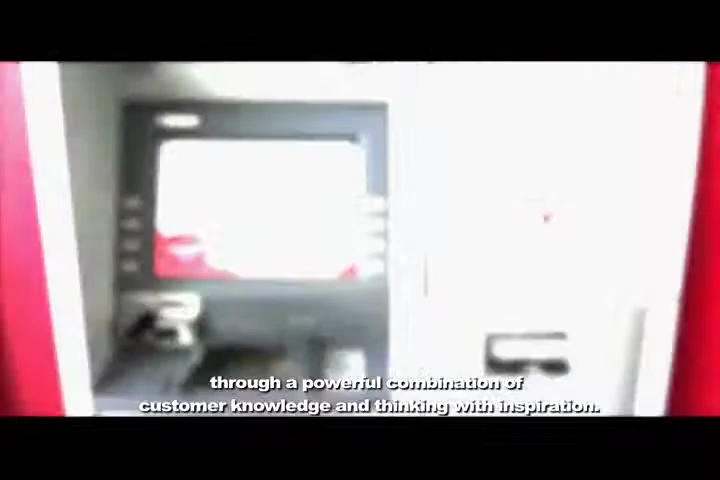 through a powerful combination of
customer knowledge and thinking with inspiration.